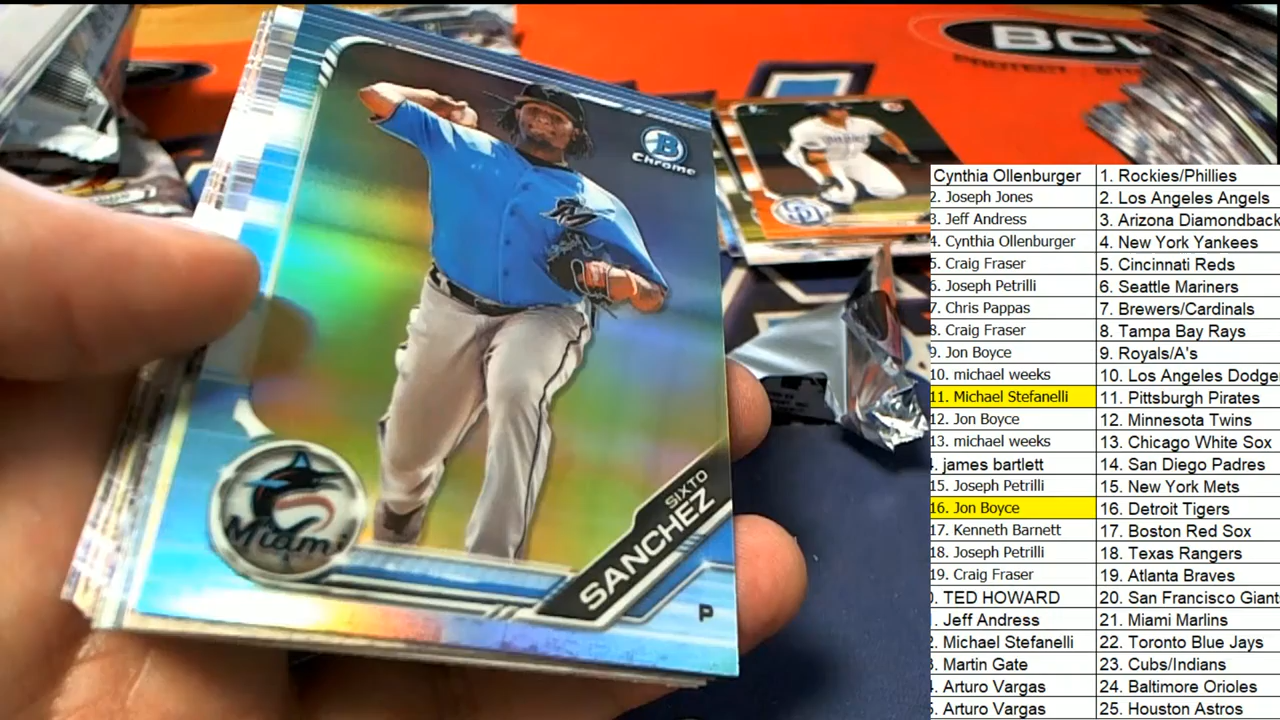 BCW
B
Chrome
Miami
SIXTO
SANCHEZ
P
SD
Cynthia Ollenburger 1. Rockies/Phillies
2. Joseph Jones 2. Los Angeles Angels
3. Jeff Andress 3. Arizona Diamondback
4. Cynthia Ollenburger 4. New York Yankees
5. Craig Fraser 5. Cincinnati Reds
6. Joseph Petrilli 6. Seattle Mariners
7. Chris Pappas 7. Brewers/Cardinals
8. Craig Fraser 8. Tampa Bay Rays
9. Jon Boyce 9. Royals/A's
10. michael weeks 10. Los Angeles Dodge
11. Michael Stefanelli 11. Pittsburgh Pirates
12. Jon Boyce 12. Minnesota Twins
13. michael weeks 13. Chicago White Sox
. james bartlett 14. San Diego Padres
15. Joseph Petrilli 15. New York Mets
16. Jon Boyce 16. Detroit Tigers
17. Kenneth Barnett 17. Boston Red Sox
18. Joseph Petrilli 18. Texas Rangers
19. Craig Fraser 19. Atlanta Braves
. TED HOWARD 20. San Francisco Giant
. Jeff Andress 21. Miami Marlins
. Michael Stefanelli 22. Toronto Blue Jays
. Martin Gate 23. Cubs/Indians
. Arturo Vargas 24. Baltimore Orioles
. Arturo Vargas 25. Houston Astros